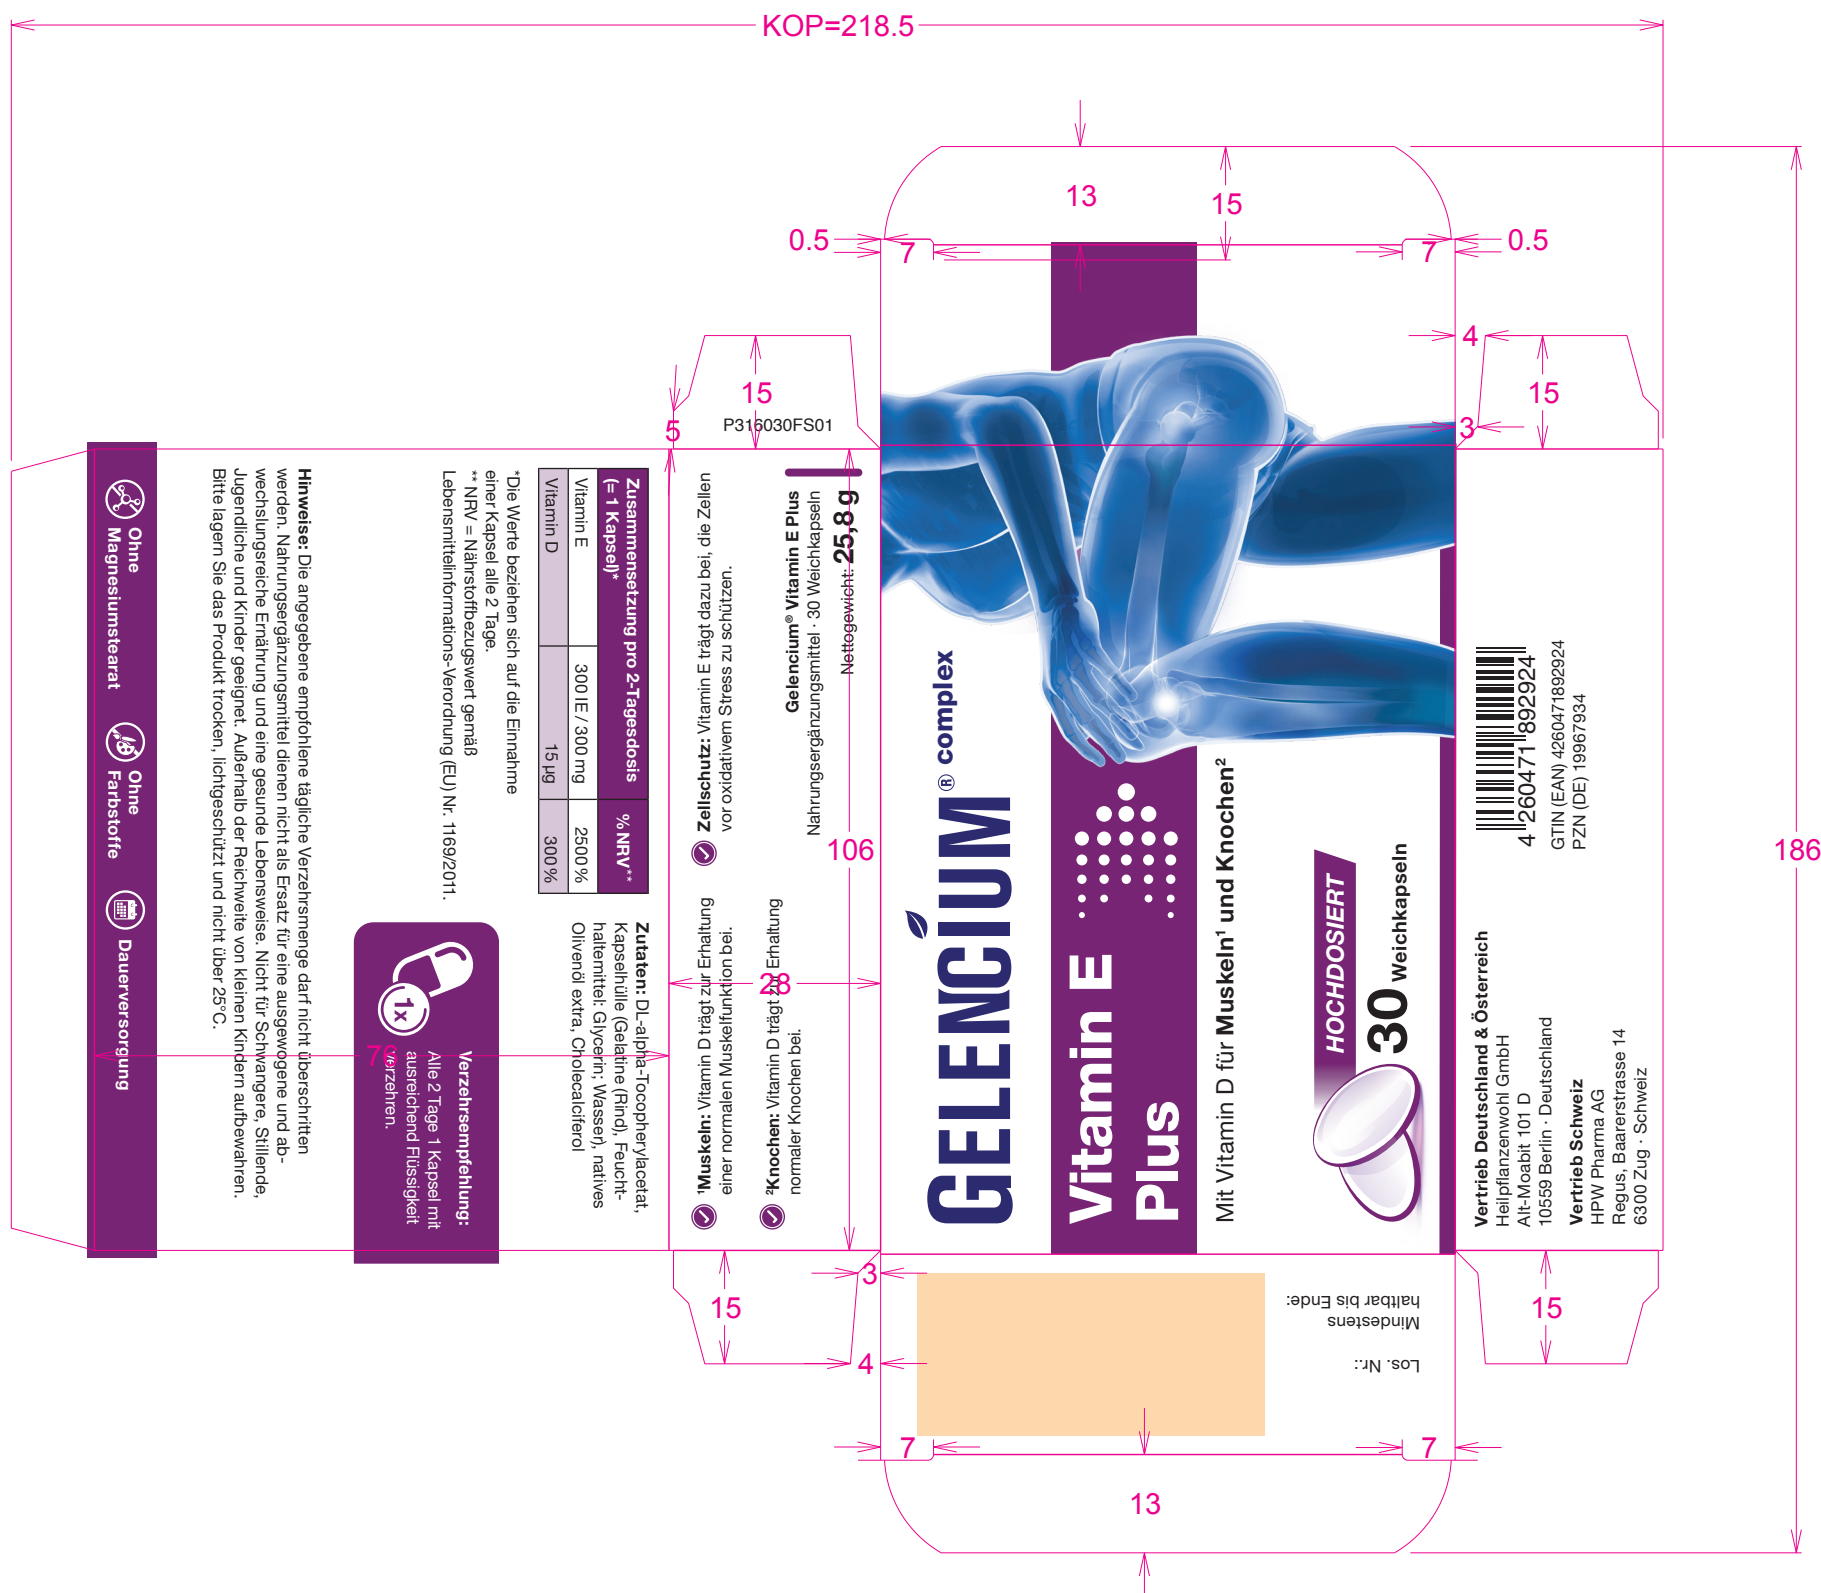 KOP=218.5
13
15
0.5
7
7
0.5
4
15
3
15
5
P316030FS01
106
28
76
186
3
15
4
15
7
7
13
GELENCIUM® complex
Vitamin E
Plus
Mit Vitamin D für Muskeln¹ und Knochen²
HOCHDOSIERT
30 Weichkapseln
4 260471 892924
GTIN (EAN) 4260471892924
PZN (DE) 19967934
Vertrieb Deutschland & Österreich
Heilpflanzenwohl GmbH
Alt-Moabit 101 D
10559 Berlin · Deutschland
Vertrieb Schweiz
HPW Pharma AG
Regus, Baarerstrasse 14
6300 Zug · Schweiz
¹Muskeln: Vitamin D trägt zur Erhaltung
einer normalen Muskelfunktion bei.
²Knochen: Vitamin D trägt zur Erhaltung
normaler Knochen bei.
Zellschutz: Vitamin E trägt dazu bei, die Zellen
vor oxidativem Stress zu schützen.
Gelencium® Vitamin E Plus
Nahrungsergänzungsmittel · 30 Weichkapseln
Nettogewicht: 25,8 g
Zusammensetzung pro 2-Tagesdosis
(= 1 Kapsel)* % NRV**
Vitamin E 300 IE / 300 mg 2500 %
Vitamin D 15 µg 300 %
*Die Werte beziehen sich auf die Einnahme
einer Kapsel alle 2 Tage.
** NRV = Nährstoffbezugswert gemäß
Lebensmittelinformations-Verordnung (EU) Nr. 1169/2011.
Zutaten: DL-alpha-Tocopherylacetat,
Kapselhülle (Gelatine (Rind), Feucht-
haltemittel: Glycerin; Wasser), natives
Olivenöl extra, Cholecalciferol
1x
Verzehrsempfehlung:
Alle 2 Tage 1 Kapsel mit
ausreichend Flüssigkeit
verzehren.
Hinweise: Die angegebene empfohlene tägliche Verzehrsmenge darf nicht überschritten
werden. Nahrungsergänzungsmittel dienen nicht als Ersatz für eine ausgewogene und ab-
wechslungsreiche Ernährung und eine gesunde Lebensweise. Nicht für Schwangere, Stillende,
Jugendliche und Kinder geeignet. Außerhalb der Reichweite von kleinen Kindern aufbewahren.
Bitte lagern Sie das Produkt trocken, lichtgeschützt und nicht über 25°C.
Ohne
Magnesiumstearat
Ohne
Farbstoffe
Dauerversorgung
Los. Nr.:
Mindestens
haltbar bis Ende: